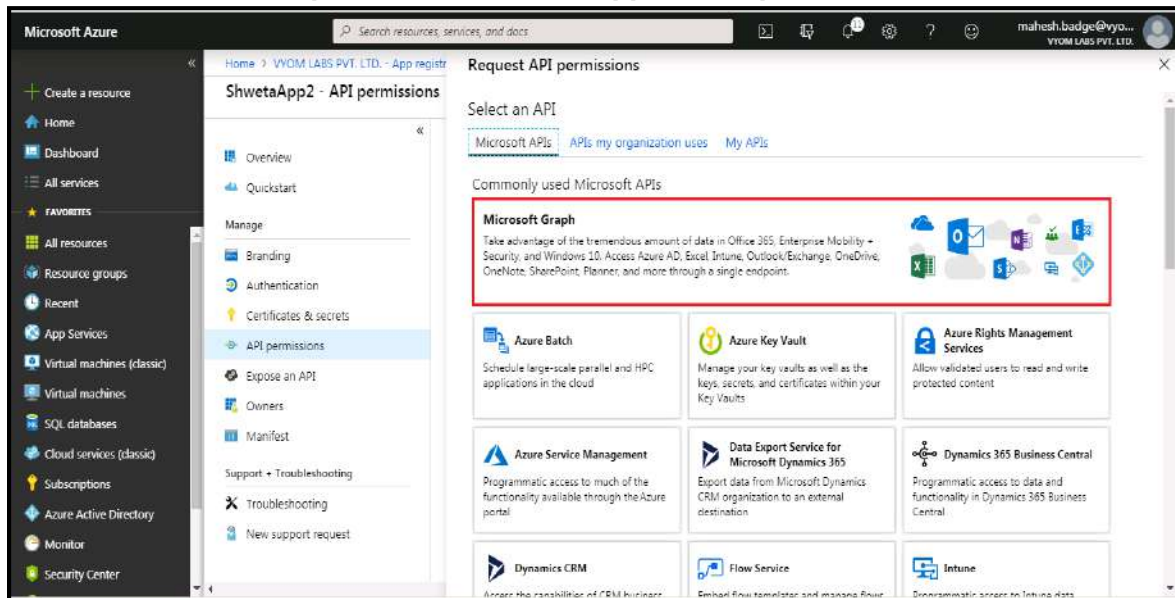 Microsoft Azure
Search resources, services, and docs
11
?
mahesh.badge@vyo...
VYOM LABS PVT. LTD.
«
Create a resource
Home
Dashboard
All services
FAVORITES
All resources
Resource groups
Recent
App Services
Virtual machines (classic)
Virtual machines
SQL databases
Cloud services (classic)
Subscriptions
Azure Active Directory
Monitor
Security Center
Home > VYOM LABS PVT. LTD. - App registr
ShwetaApp2 - API permissions
«
Overview
Quickstart
Manage
Branding
Authentication
Certificates & secrets
API permissions
Expose an API
Owners
Manifest
Support + Troubleshooting
Troubleshooting
New support request
Request API permissions
Select an API
Microsoft APIs APIs my organization uses My APIs
Commonly used Microsoft APIs
Microsoft Graph
Take advantage of the tremendous amount of data in Office 365, Enterprise Mobility +
Security, and Windows 10. Access Azure AD, Excel, Intune, Outlook/Exchange, OneDrive,
OneNote, SharePoint, Planner, and more through a single endpoint.
Azure Batch
Schedule large-scale parallel and HPC
applications in the cloud
Azure Key Vault
Manage your key vaults as well as the
keys, secrets, and certificates within your
Key Vaults
Azure Rights Management
Services
Allow validated users to read and write
protected content
Azure Service Management
Programmatic access to much of the
functionality available through the Azure
portal
Data Export Service for
Microsoft Dynamics 365
Export data from Microsoft Dynamics
CRM organization to an external
destination
Dynamics 365 Business Central
Programmatic access to data and
functionality in Dynamics 365 Business
Central
Dynamics CRM
Access the capabilities of CRM business
Flow Service
Embed flow templates and manage flows
Intune
Programmatic access to Intune data